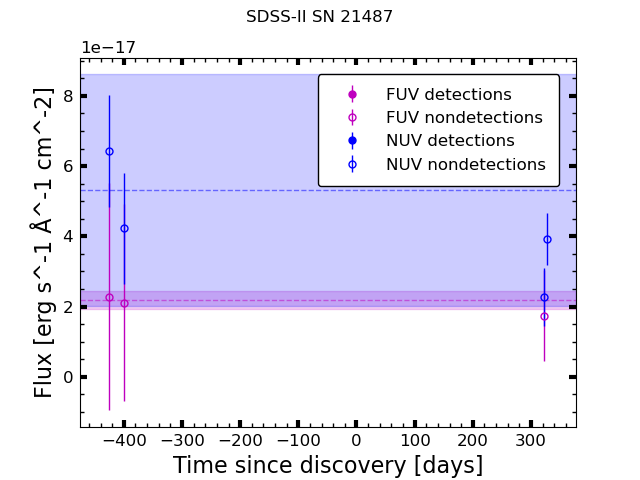 SDSS-II SN 21487
1e−17
FUV detections
FUV nondetections
NUV detections
NUV nondetections
8
6
4
2
0
Flux [erg s^-1 Å^-1 cm^-2]
−400 −300 −200 −100 0 100 200 300
Time since discovery [days]